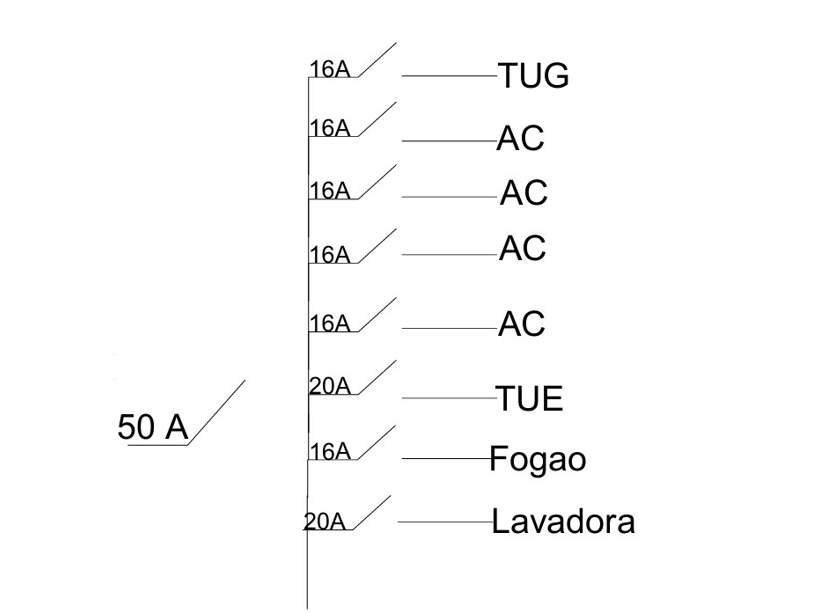 16A TUG
16A AC
16A AC
16A AC
16A AC
20A TUE
50 A
16A Fogao
20A Lavadora